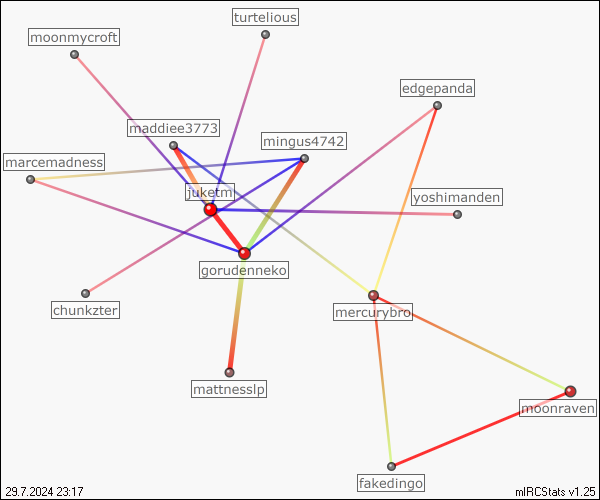 turtelious
moonmycroft
edgepanda
maddiee3773
mingus4742
marcemadness
juketm
yoshimanden
gorudenneko
chunkzter
mercurybro
mattnesslp
moonraven
fakedingo
29.7.2024 23:17
mIRCStats v1.25